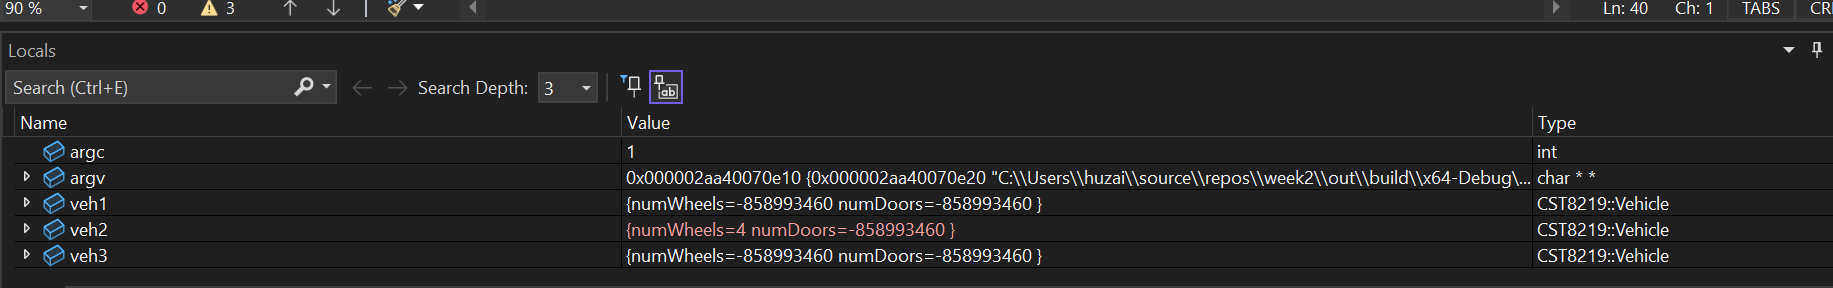 90 % 0 3 Ln: 40 Ch: 1 TABS
Locals
Search (Ctrl+E) Search Depth: 3
Name Value Type
argc 1 int
argv 0x000002aa40070e10 {0x000002aa40070e20 "C:\\Users\\huzai\\source\\repos\\week2\\out\\build\\x64-Debug\... char * *
veh1 {numWheels=-858993460 numDoors=-858993460 } CST8219::Vehicle
veh2 {numWheels=4 numDoors=-858993460 } CST8219::Vehicle
veh3 {numWheels=-858993460 numDoors=-858993460 } CST8219::Vehicle